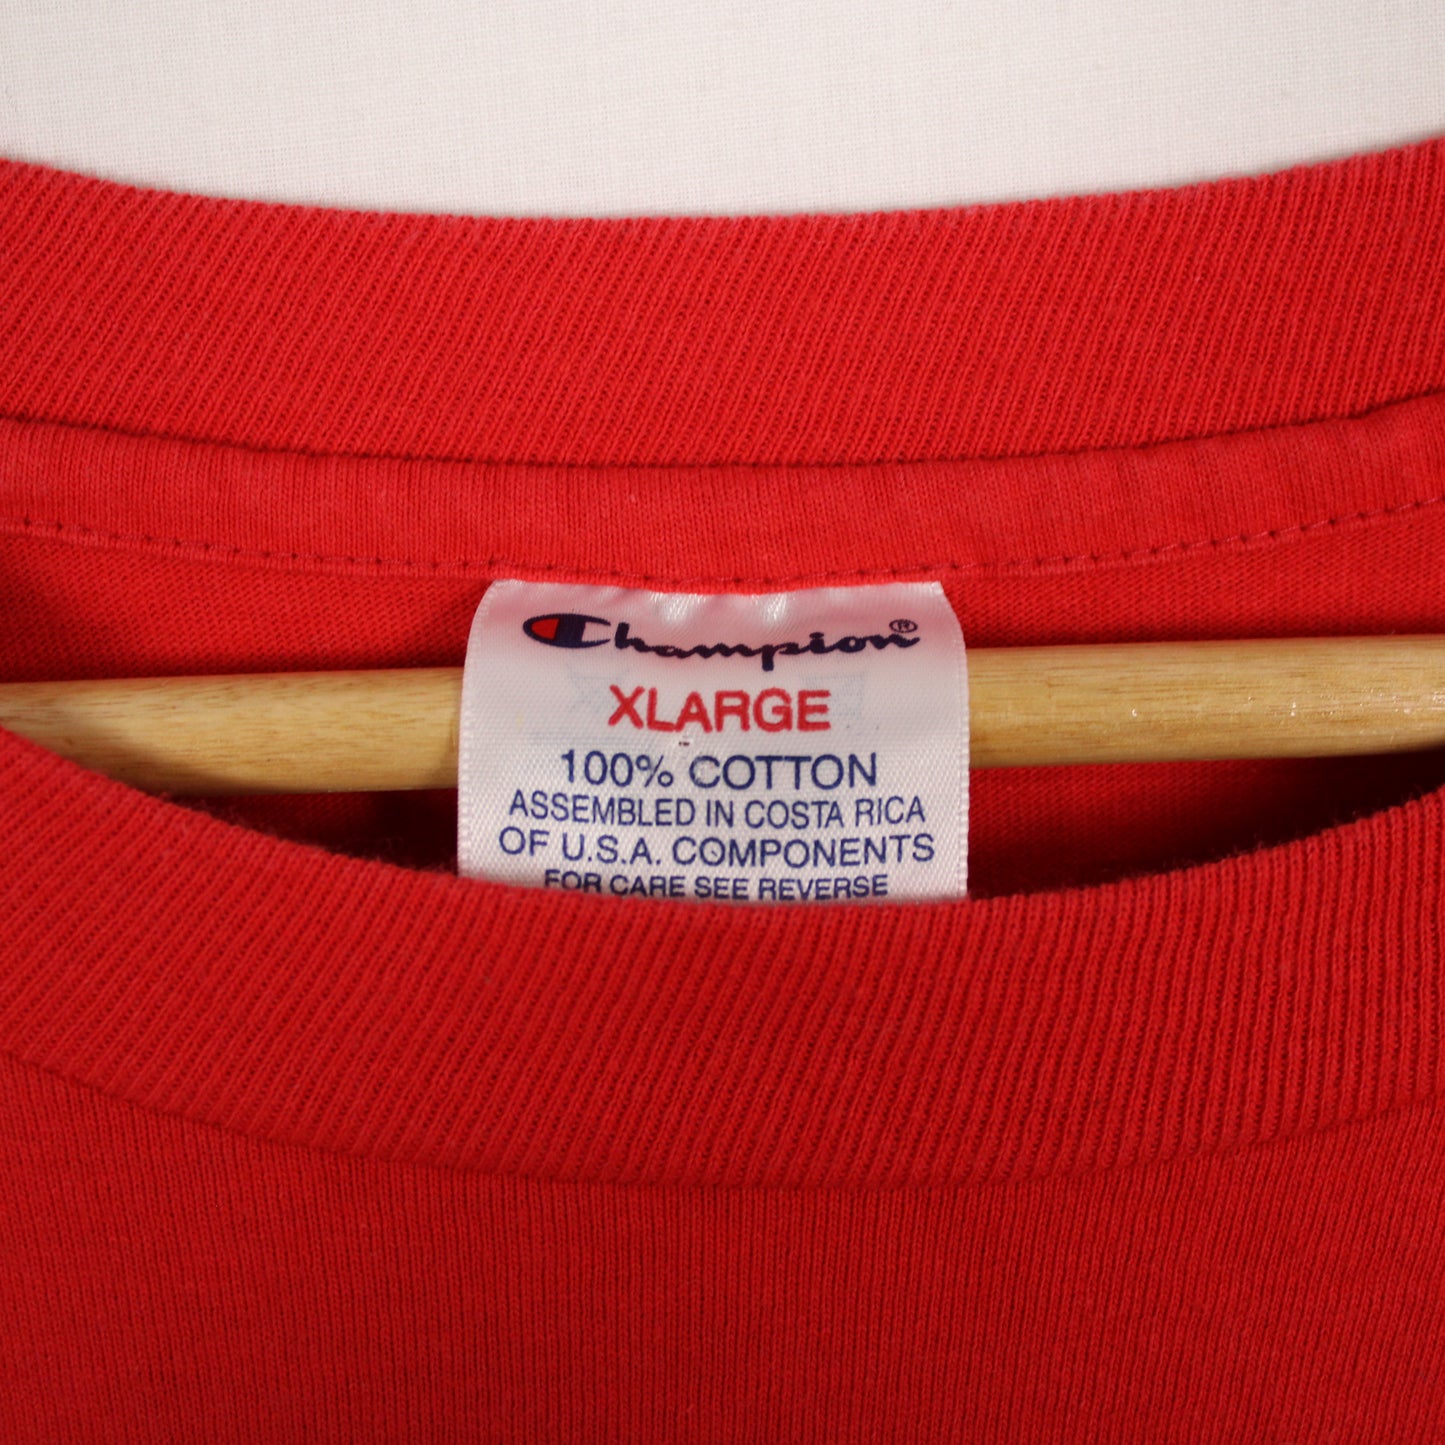 Champion®
XLARGE
100% COTTON
ASSEMBLED IN COSTA RICA
OF U.S.A. COMPONENTS
FOR CARE SEE REVERSE